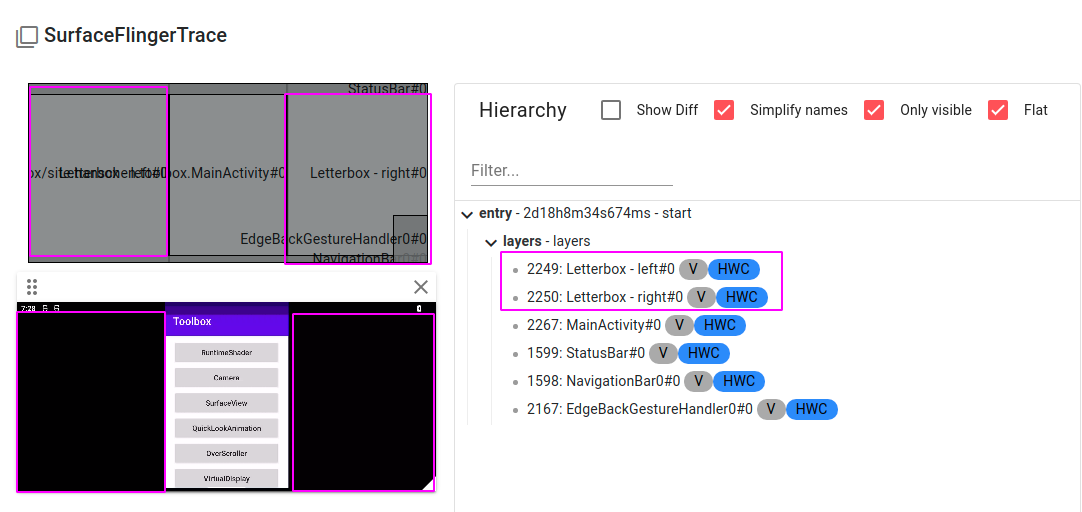 SurfaceFlingerTrace
StatusBar#0
Letterbox - left#0
box.MainActivity#0
Letterbox - right#0
EdgeBackGestureHandler0#0
NavigationBar0#0
7:28
Toolbox
RuntimeShader
Camera
SurfaceView
QuickLookAnimation
OverScroller
VirtualDisplay
Hierarchy
Show Diff
Simplify names
Only visible
Flat
Filter...
entry - 2d18h8m34s674ms - start
layers - layers
2249: Letterbox - left#0 V HWC
2250: Letterbox - right#0 V HWC
2267: MainActivity#0 V HWC
1599: StatusBar#0 V HWC
1598: NavigationBar0#0 V HWC
2167: EdgeBackGestureHandler0#0 V HWC